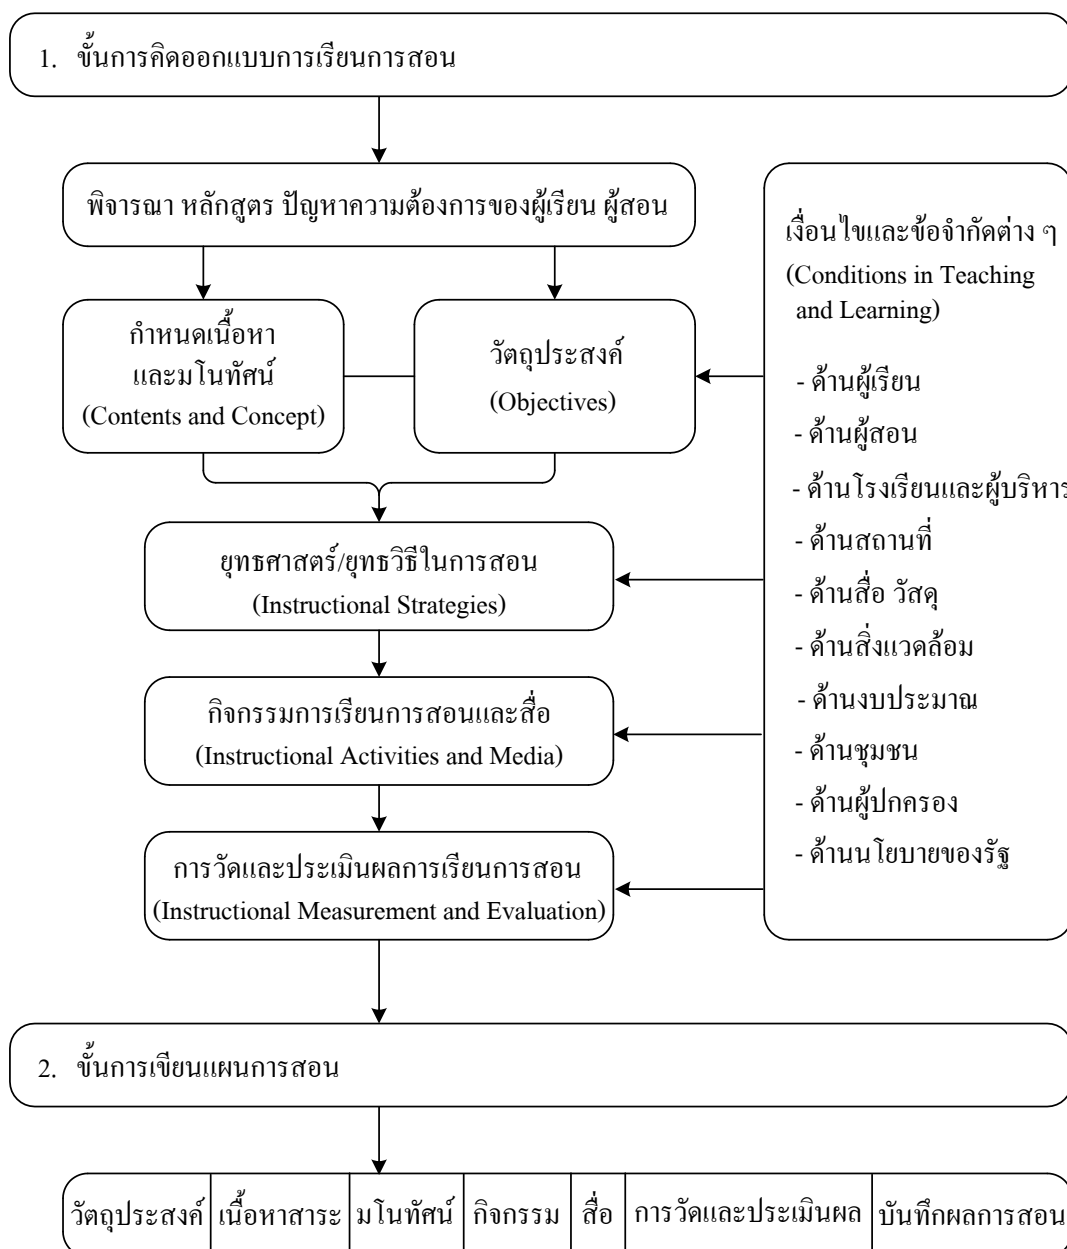 1. ขั้นการคิดออกแบบการเรียนการสอน
พิจารณา หลักสูตร ปัญหาความต้องการของผู้เรียน ผู้สอน
กำหนดเนื้อหา
และมโนทัศน์
(Contents and Concept)
วัตถุประสงค์
(Objectives)
ยุทธศาสตร์/ยุทธวิธีในการสอน
(Instructional Strategies)
กิจกรรมการเรียนการสอนและสื่อ
(Instructional Activities and Media)
การวัดและประเมินผลการเรียนการสอน
(Instructional Measurement and Evaluation)
เงื่อนไขและข้อจำกัดต่าง ๆ
(Conditions in Teaching
and Learning)
- ด้านผู้เรียน
- ด้านผู้สอน
- ด้านโรงเรียนและผู้บริหาร
- ด้านสถานที่
- ด้านสื่อ วัสดุ
- ด้านสิ่งแวดล้อม
- ด้านงบประมาณ
- ด้านชุมชน
- ด้านผู้ปกครอง
- ด้านนโยบายของรัฐ
2. ขั้นการเขียนแผนการสอน
วัตถุประสงค์ เนื้อหาสาระ มโนทัศน์ กิจกรรม สื่อ การวัดและประเมินผล บันทึกผลการสอน